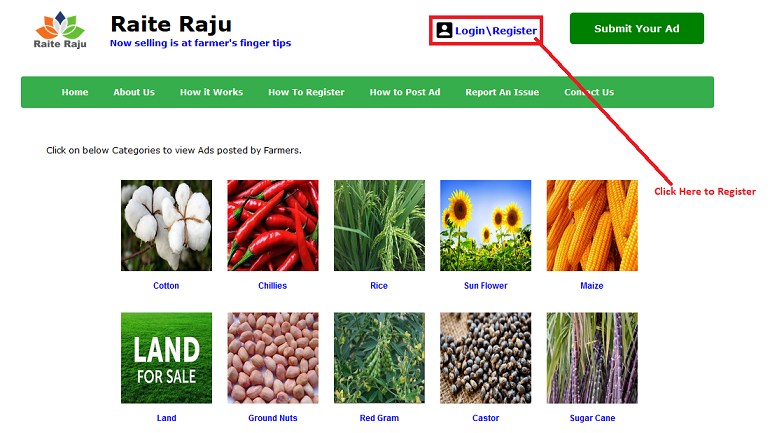 Raite Raju
Raite Raju
Now selling is at farmer's finger tips
Login\Register
Submit Your Ad
Home About Us How it Works How To Register How to Post Ad Report An Issue Contact Us
Click on below Categories to view Ads posted by Farmers.
Click Here to Register
Cotton Chillies Rice Sun Flower Maize
LAND
FOR SALE
Land Ground Nuts Red Gram Castor Sugar Cane